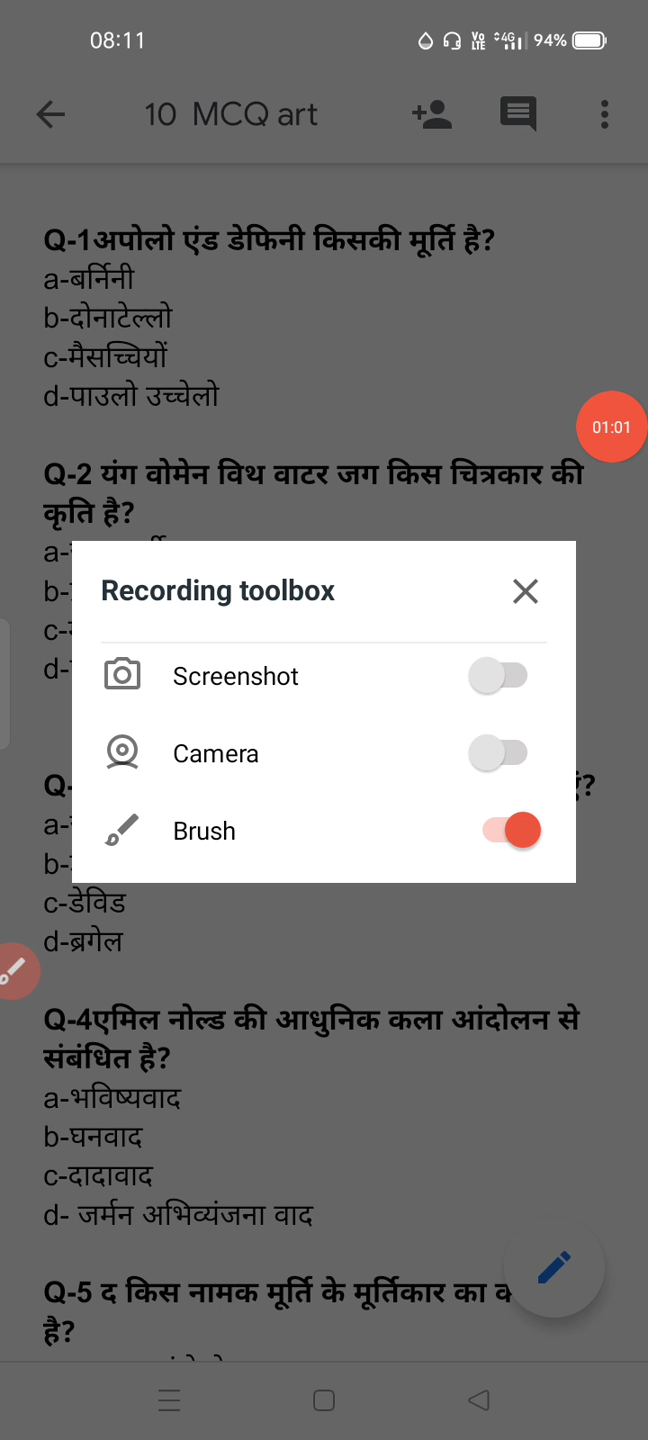 08:11 94%
10 MCQ art
Q-1अपोलो एंड डेफिनी किसकी मूर्ति है?
a-बर्निनी
b-दोनाटेल्लो
c-मैसच्चियों
d-पाउलो उच्चेलो
01:01
Q-2 यंग वोमेन विथ वाटर जग किस चित्रकार की
कृति है?
a-
b-
c-
d-
Recording toolbox
Screenshot
Camera
Brush
Q-
a-
b-
c-डेविड
d-ब्रगेल
Q-4एमिल नोल्ड की आधुनिक कला आंदोलन से
संबंधित है?
a-भविष्यवाद
b-घनवाद
c-दादावाद
d- जर्मन अभिव्यंजना वाद
Q-5 द किस नामक मूर्ति के मूर्तिकार का
है?